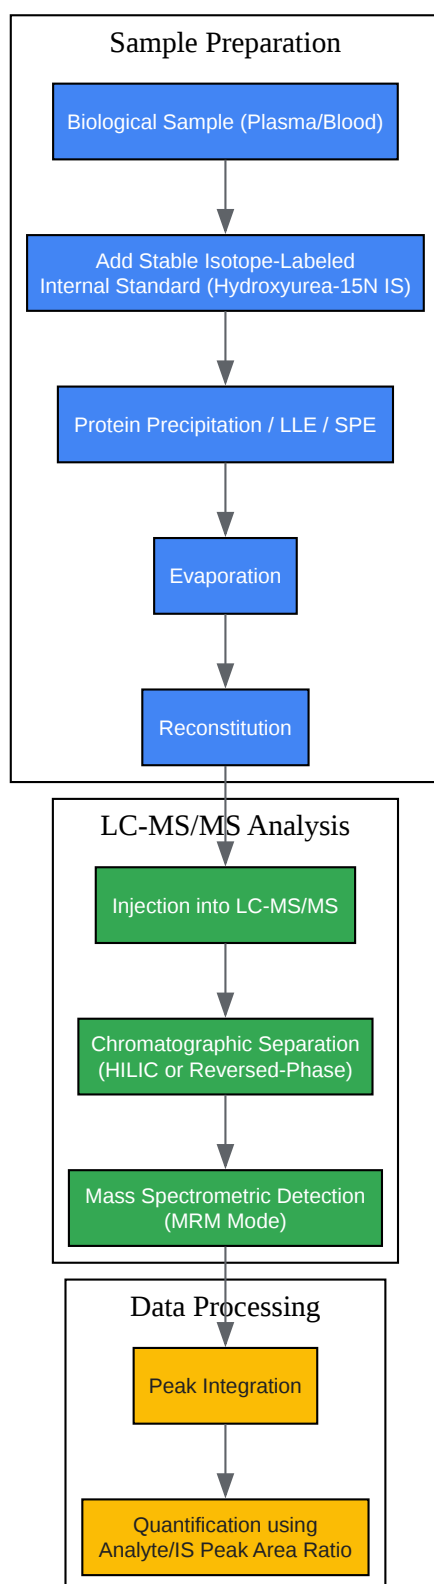 Sample Preparation
Biological Sample (Plasma/Blood)
Add Stable Isotope-Labeled
Internal Standard (Hydroxyurea-15N IS)
Protein Precipitation / LLE / SPE
Evaporation
Reconstitution
LC-MS/MS Analysis
Injection into LC-MS/MS
Chromatographic Separation
(HILIC or Reversed-Phase)
Mass Spectrometric Detection
(MRM Mode)
Data Processing
Peak Integration
Quantification using
Analyte/IS Peak Area Ratio